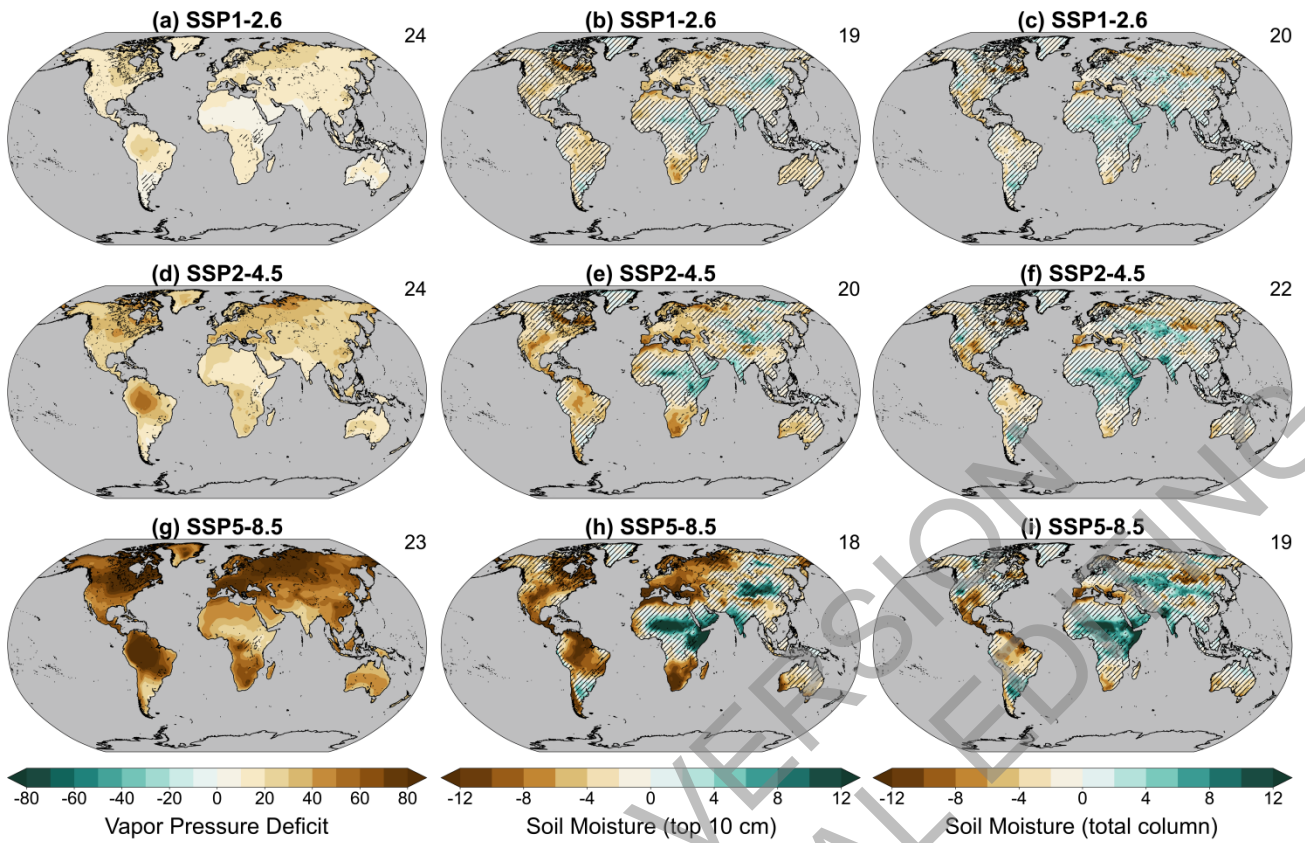 (a) SSP1-2.6
24
(b) SSP1-2.6
19
(c) SSP1-2.6
20
(d) SSP2-4.5
24
(e) SSP2-4.5
20
(f) SSP2-4.5
22
(g) SSP5-8.5
23
(h) SSP5-8.5
18
(i) SSP5-8.5
19
-80 -60 -40 -20 0 20 40 60 80
Vapor Pressure Deficit
-12 -8 -4 0 4 8 12
Soil Moisture (top 10 cm)
-12 -8 -4 0 4 8 12
Soil Moisture (total column)
VERSION
EDITING